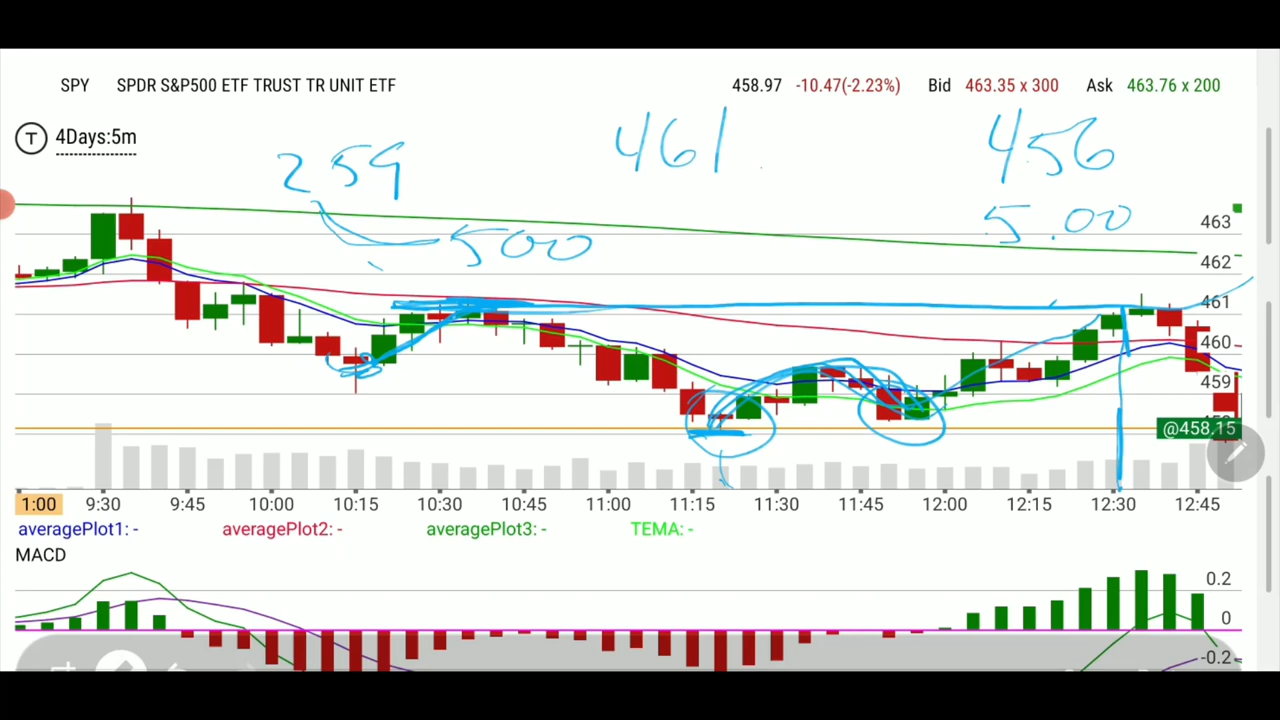 SPY SPDR S&P500 ETF TRUST TR UNIT ETF 458.97 -10.47(-2.23%) Bid 463.35 x 300 Ask 463.76 x 200
T 4Days:5m
259 461 456
500 5.00
463
462
461
460
459
@458.15
1:00 9:30 9:45 10:00 10:15 10:30 10:45 11:00 11:15 11:30 11:45 12:00 12:15 12:30 12:45
averagePlot1: - averagePlot2: - averagePlot3: - TEMA: -
MACD
0.2
0
-0.2